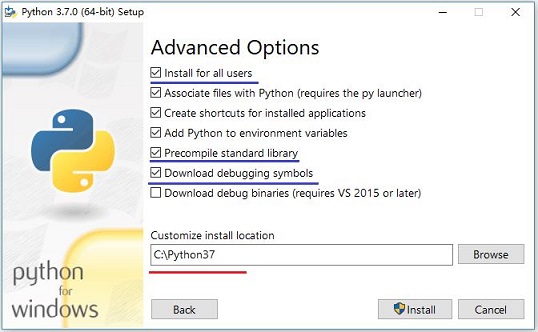 Python 3.7.0 (64-bit) Setup
Advanced Options
Install for all users
Associate files with Python (requires the py launcher)
Create shortcuts for installed applications
Add Python to environment variables
Precompile standard library
Download debugging symbols
Download debug binaries (requires VS 2015 or later)
Customize install location
C:\Python37
Browse
python
for
windows
Back
Install
Cancel